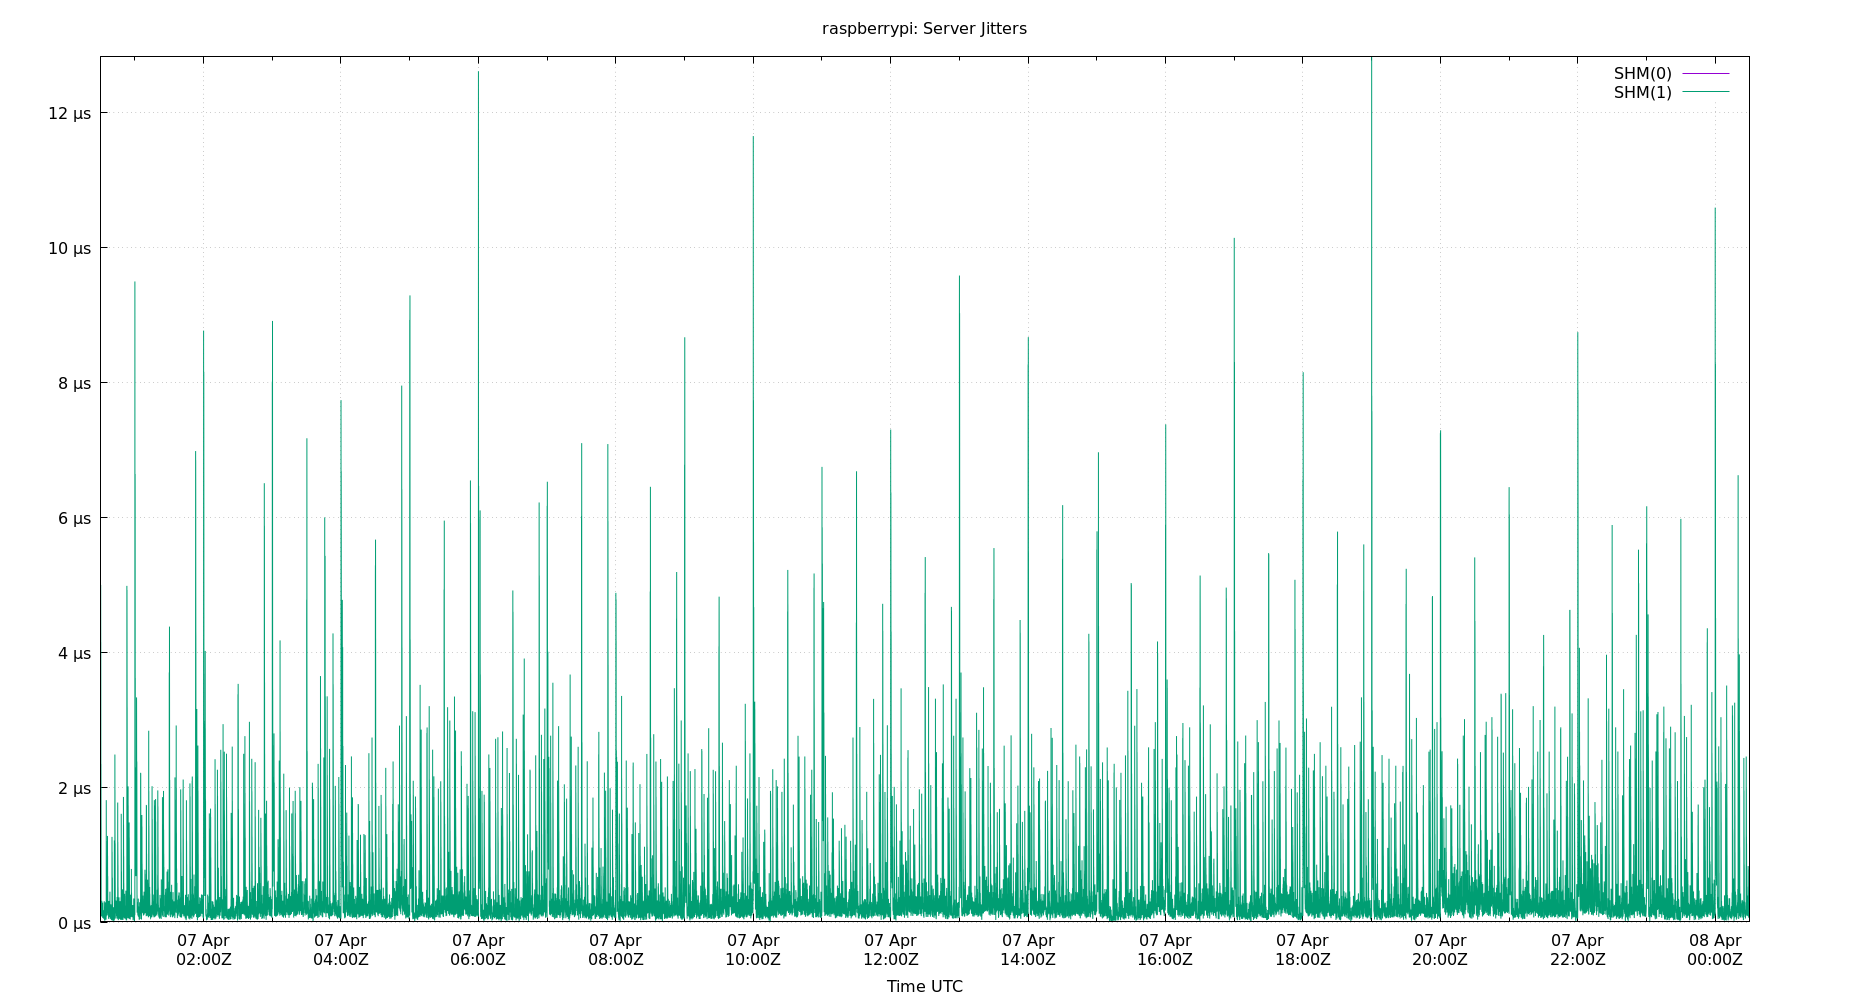 raspberrypi: Server Jitters
SHM(0)
SHM(1)
12 µs
10 µs
8 µs
6 µs
4 µs
2 µs
0 µs
07 Apr 07 Apr 07 Apr 07 Apr 07 Apr 07 Apr 07 Apr 07 Apr 07 Apr 07 Apr 07 Apr 08 Apr
02:00Z 04:00Z 06:00Z 08:00Z 10:00Z 12:00Z 14:00Z 16:00Z 18:00Z 20:00Z 22:00Z 00:00Z
Time UTC